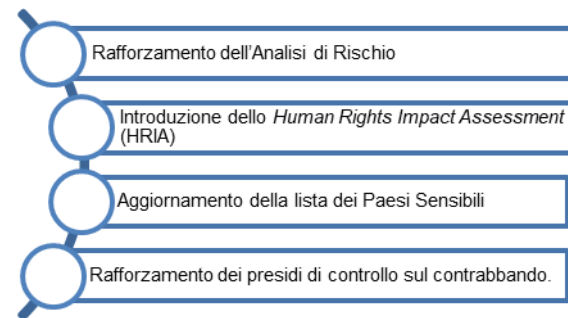 Rafforzamento dell'Analisi di Rischio
Introduzione dello Human Rights Impact Assessment
(HRIA)
Aggiornamento della lista dei Paesi Sensibili
Rafforzamento dei presidi di controllo sul contrabbando.